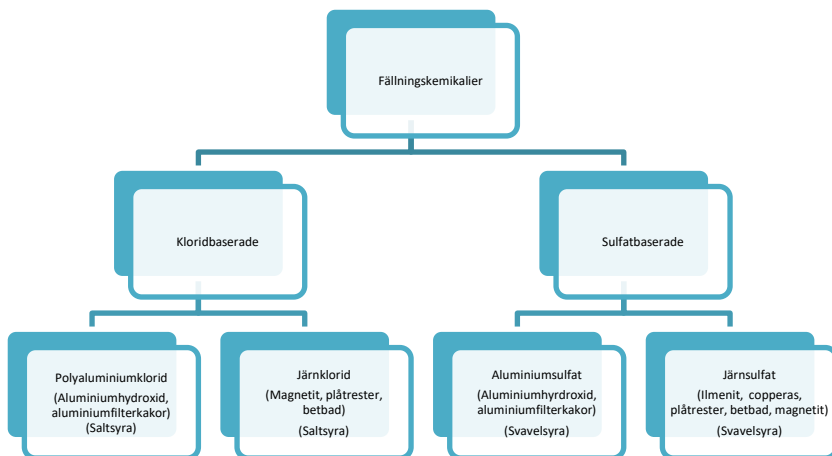 Fällningskemikalier
Kloridbaserade
Sulfatbaserade
Polyaluminiumklorid
(Aluminiumhydroxid,
aluminiumfilterkakor)
(Saltsyra)
Järnklorid
(Magnetit, plåtrester,
betbad)
(Saltsyra)
Aluminiumsulfat
(Aluminiumhyrdroxid,
aluminiumfilterkakor)
(Svavelsyra)
Järnsulfat
(Ilmenit, copperas,
plåtrester, betbad, magnetit)
(Svavelsyra)